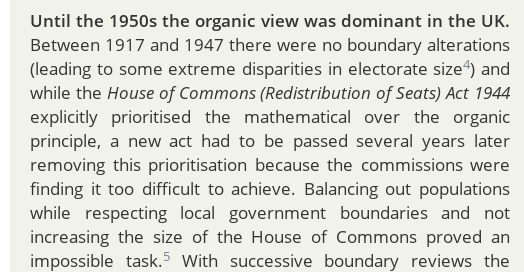 Until the 1950s the organic view was dominant in the UK.
Between 1917 and 1947 there were no boundary alterations
(leading to some extreme disparities in electorate size4) and
while the House of Commons (Redistribution of Seats) Act 1944
explicitly prioritised the mathematical over the organic
principle, a new act had to be passed several years later
removing this prioritisation because the commissions were
finding it too difficult to achieve. Balancing out populations
while respecting local government boundaries and not
increasing the size of the House of Commons proved an
impossible task.5 With successive boundary reviews the